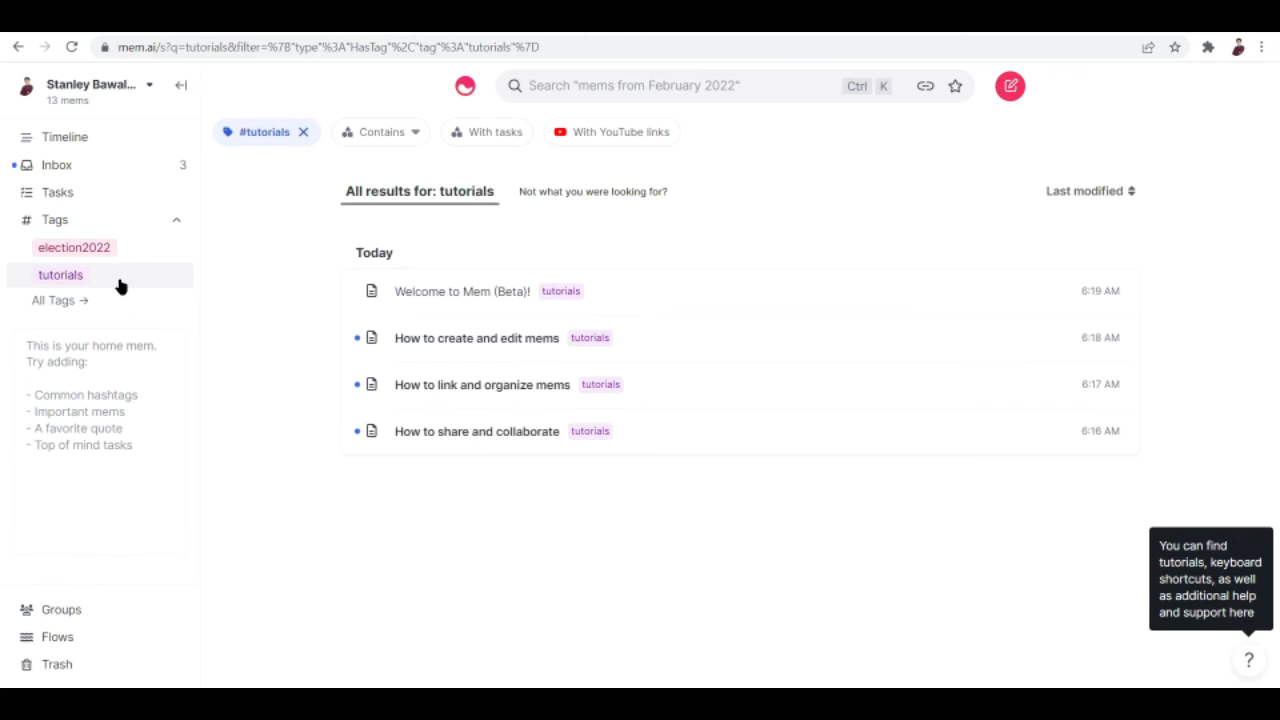 mem.ai/s?q=tutorials&filter=%7B"type"%3A"HasTag"%2C"tag"%3A"tutorials"%7D
Stanley Bawal...
13 mems
Search "mems from February 2022"
Ctrl K
#tutorials
Contains
With tasks
With YouTube links
Timeline
Inbox 3
Tasks
# Tags
election2022
tutorials
All Tags →
This is your home mem.
Try adding:
- Common hashtags
- Important mems
- A favorite quote
- Top of mind tasks
Groups
Flows
Trash
All results for: tutorials
Not what you were looking for?
Last modified
Today
Welcome to Mem (Beta)! tutorials 6:19 AM
How to create and edit mems tutorials 6:18 AM
How to link and organize mems tutorials 6:17 AM
How to share and collaborate tutorials 6:16 AM
You can find
tutorials, keyboard
shortcuts, as well
as additional help
and support here
?